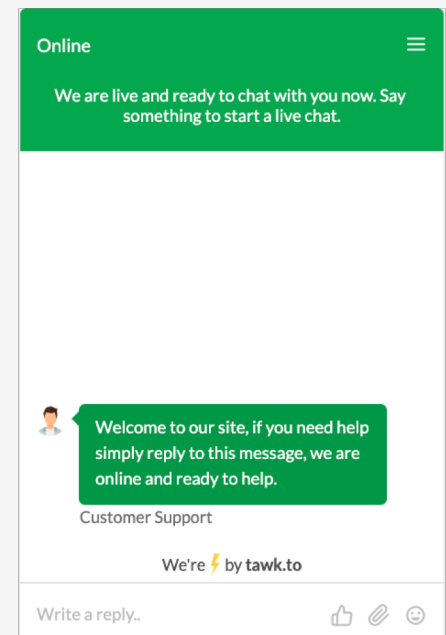 Online
We are live and ready to chat with you now. Say
something to start a live chat.
Welcome to our site, if you need help
simply reply to this message, we are
online and ready to help.
Customer Support
We're by tawk.to
Write a reply..